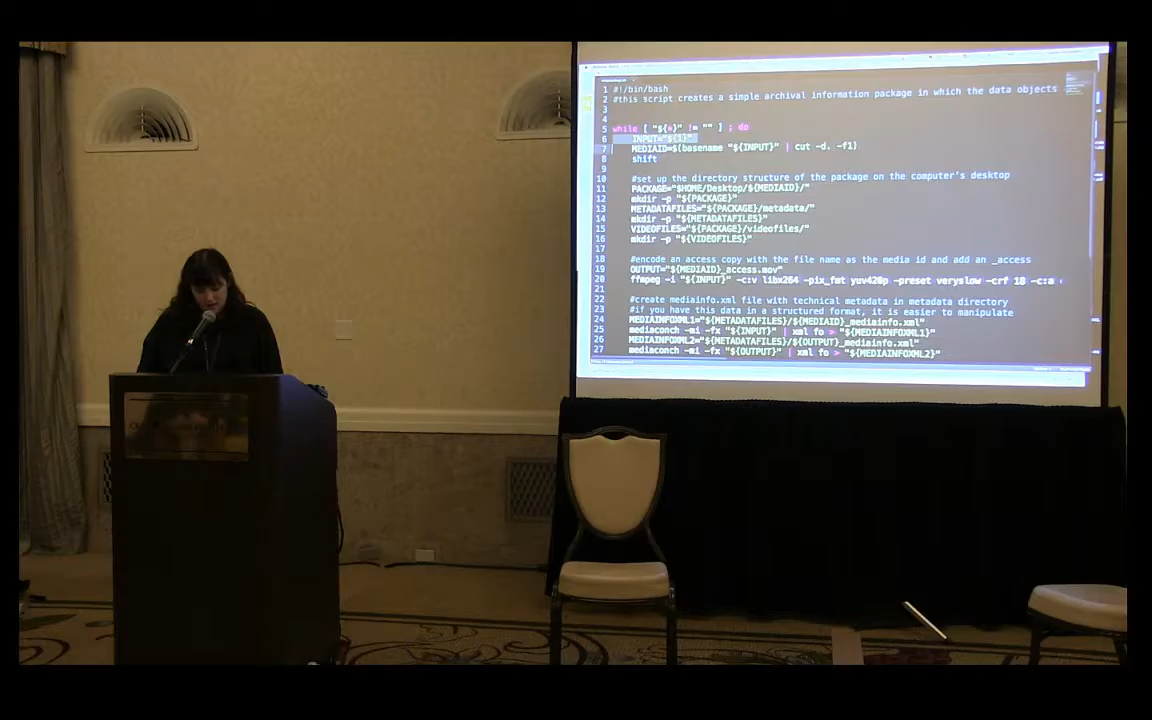 1 #!/bin/bash
2 #this script creates a simple archival information package in which the data objects
3
4
5 while [ "${*}" != "" ] ; do
6 INPUT="${1}"
7 MEDIAID=$(basename "${INPUT}" | cut -d. -f1)
8 shift
9
10 #set up the directory structure of the package on the computer's desktop
11 PACKAGE="$HOME/Desktop/${MEDIAID}/"
12 mkdir -p "${PACKAGE}"
13 METADATAFILES="${PACKAGE}/metadata/"
14 mkdir -p "${METADATAFILES}"
15 VIDEOFILES="${PACKAGE}/videofiles/"
16 mkdir -p "${VIDEOFILES}"
17
18 #encode an access copy with the file name as the media id and add an _access
19 OUTPUT="${MEDIAID}_access.mov"
20 ffmpeg -i "${INPUT}" -c:v libx264 -pix_fmt yuv420p -preset veryslow -crf 18 -c:a
21
22 #create mediainfo.xml file with technical metadata in metadata directory
23 #if you have this data in a structured format, it is easier to manipulate
24 MEDIAINFOXML1="${METADATAFILES}/${MEDIAID}_mediainfo.xml"
25 mediaconch -mi -fx "${INPUT}" | xml fo > "${MEDIAINFOXML1}"
26 MEDIAINFOXML2="${METADATAFILES}/${OUTPUT}_mediainfo.xml"
27 mediaconch -mi -fx "${OUTPUT}" | xml fo > "${MEDIAINFOXML2}"